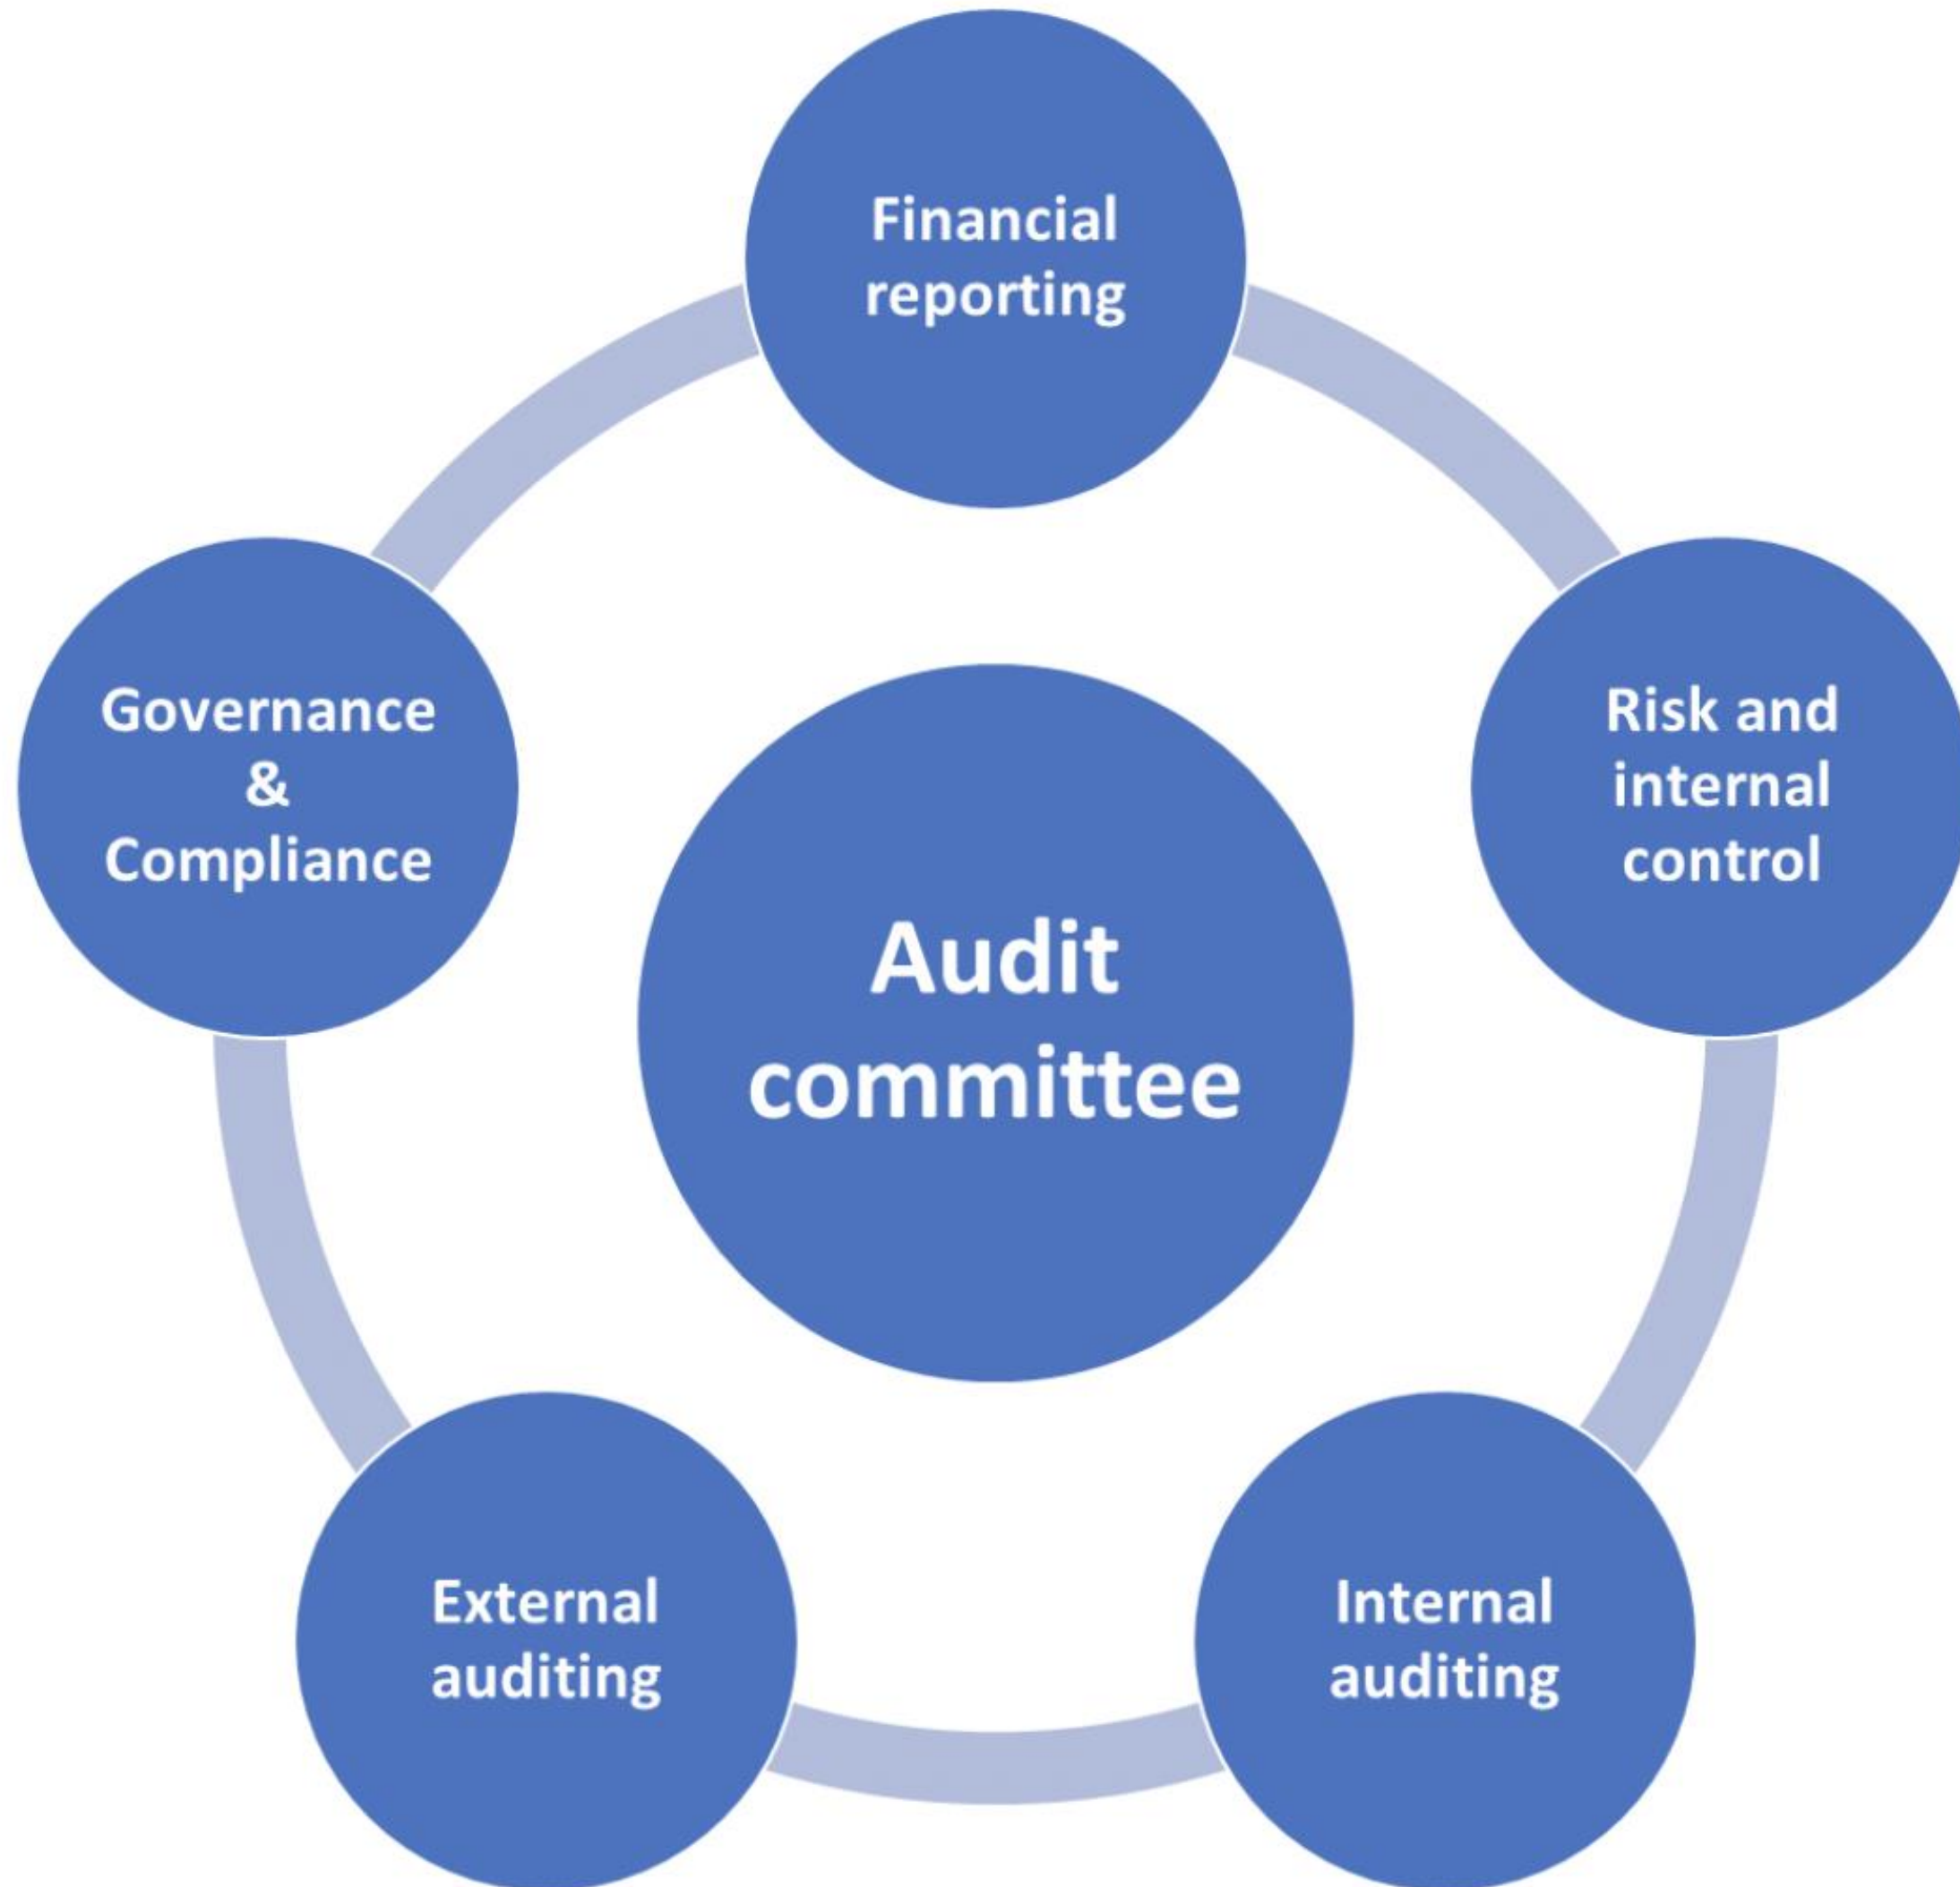 Financial
reporting
Governance
&
Compliance
Risk and
internal
control
Audit
committee
External
auditing
Internal
auditing